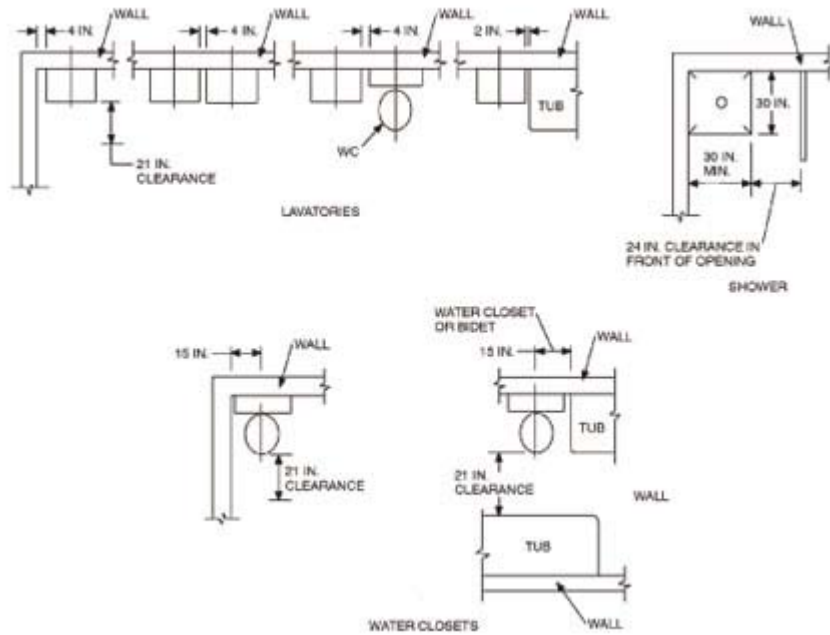 4 IN. WALL 4 IN. WALL 4 IN. WALL 2 IN. WALL
TUB
WC
21 IN.
CLEARANCE
LAVATORIES
WALL
30 IN.
30 IN.
MIN.
24 IN. CLEARANCE IN
FRONT OF OPENING
SHOWER
15 IN. WALL
21 IN.
CLEARANCE
WATER CLOSET
OR BIDET
15 IN. WALL
TUB
21 IN.
CLEARANCE
WALL
TUB
WALL
WATER CLOSETS